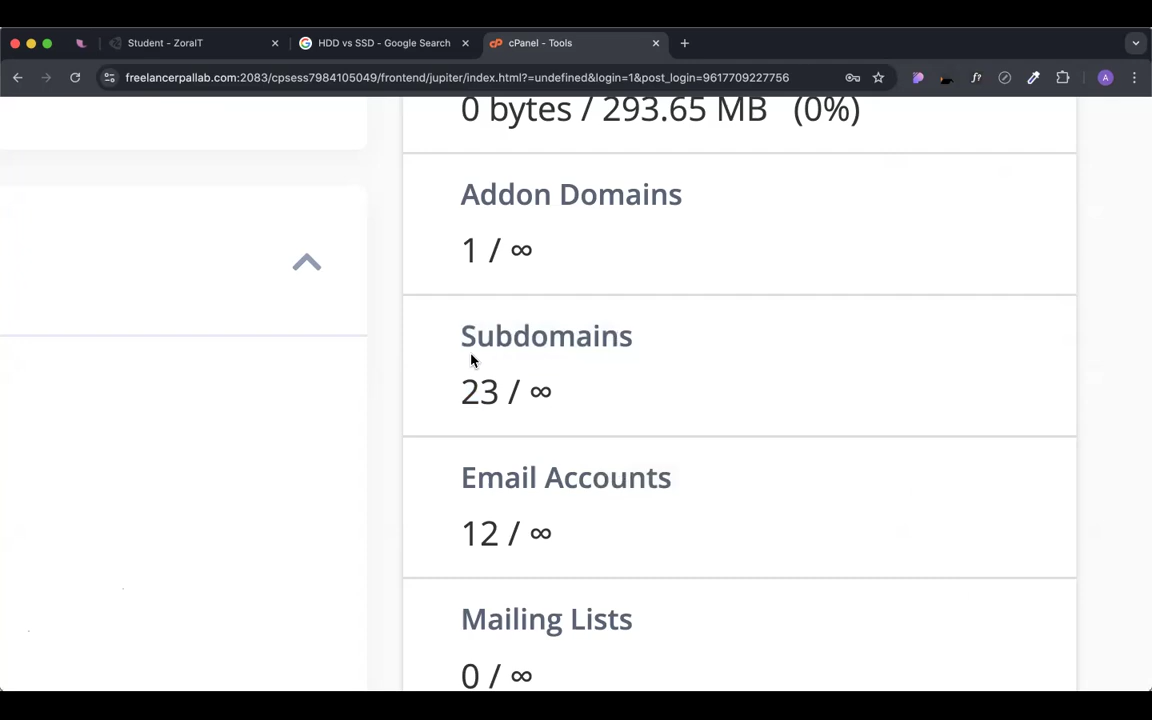 Student - ZoraIT
HDD vs SSD - Google Search
cPanel - Tools
freelancerpallab.com:2083/cpsess7984105049/frontend/jupiter/index.html?=undefined&login=1&post_login=9617709227756
f?
A
0 bytes / 293.65 MB (0%)
Addon Domains
1 / ∞
Subdomains
23 / ∞
Email Accounts
12 / ∞
Mailing Lists
0 / ∞